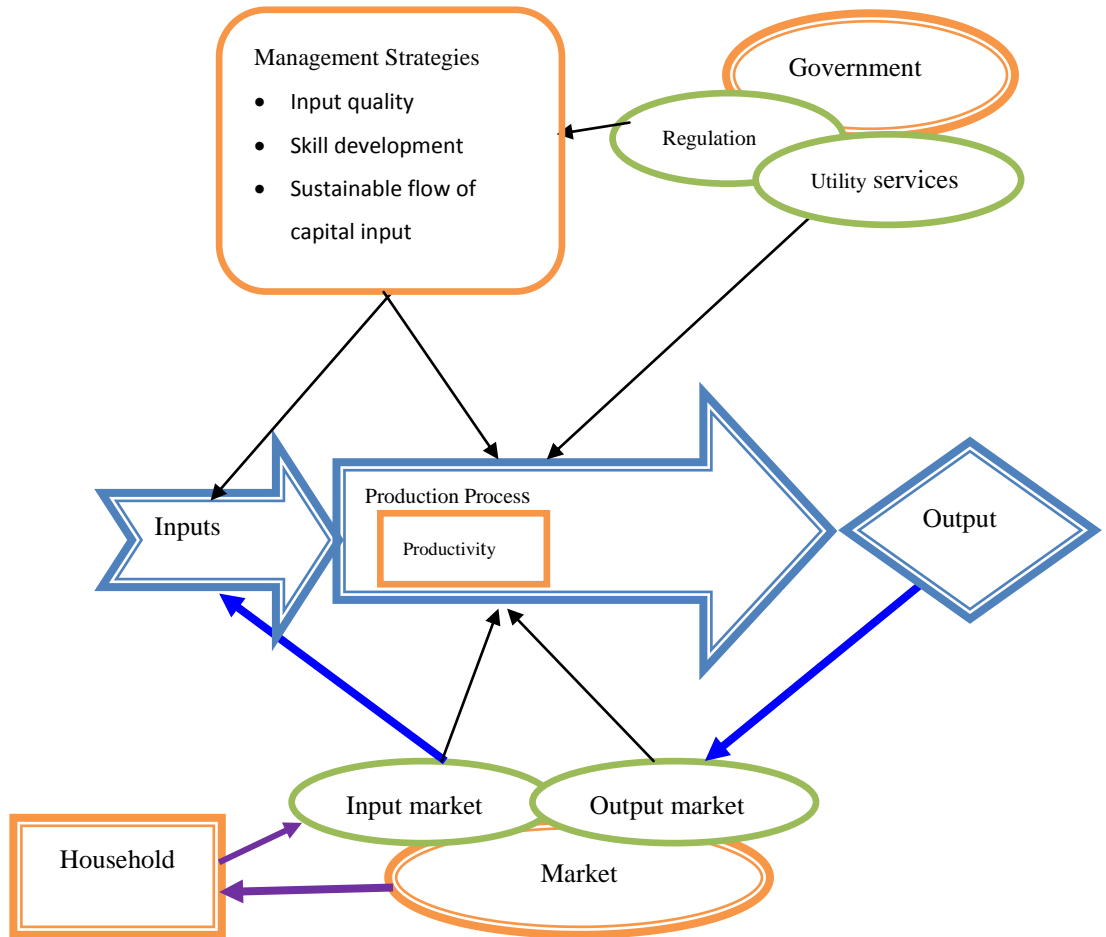 Management Strategies
• Input quality
• Skill development
• Sustainable flow of
capital input
Government
Regulation
Utility services
Inputs
Production Process
Productivity
Output
Input market
Output market
Household
Market